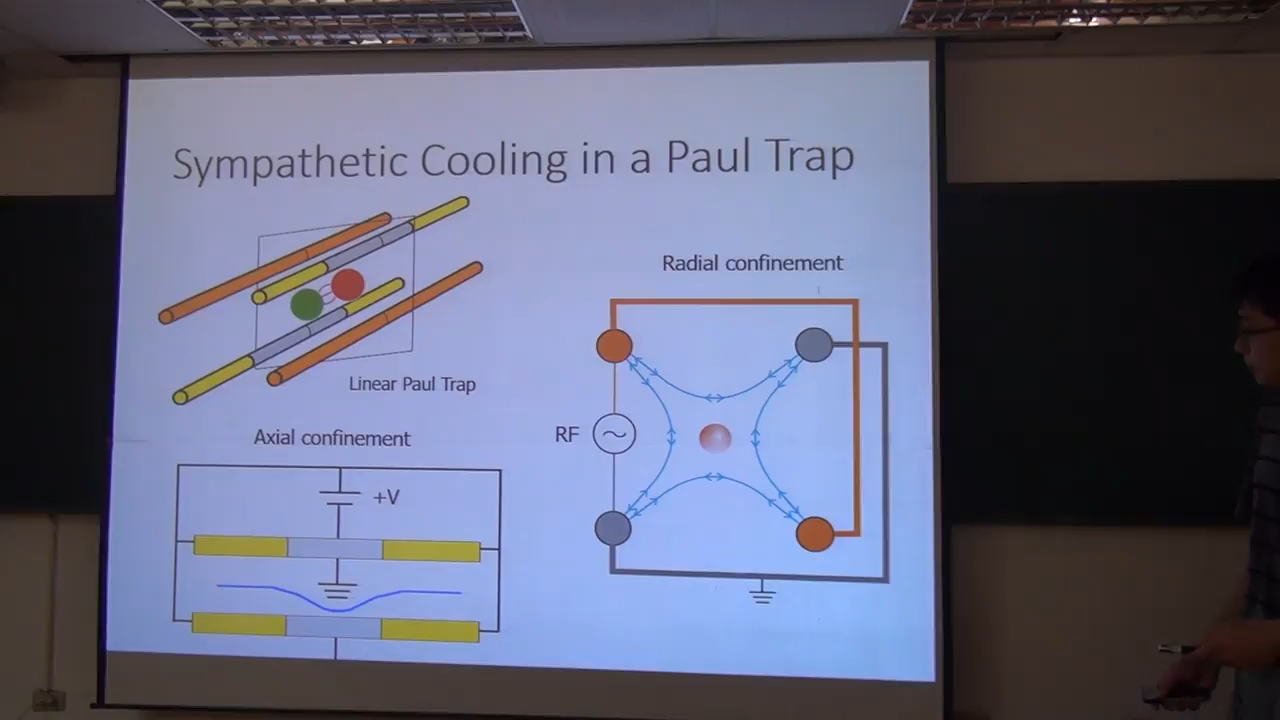 Sympathetic Cooling in a Paul Trap
Linear Paul Trap
Axial confinement
+V
Radial confinement
RF